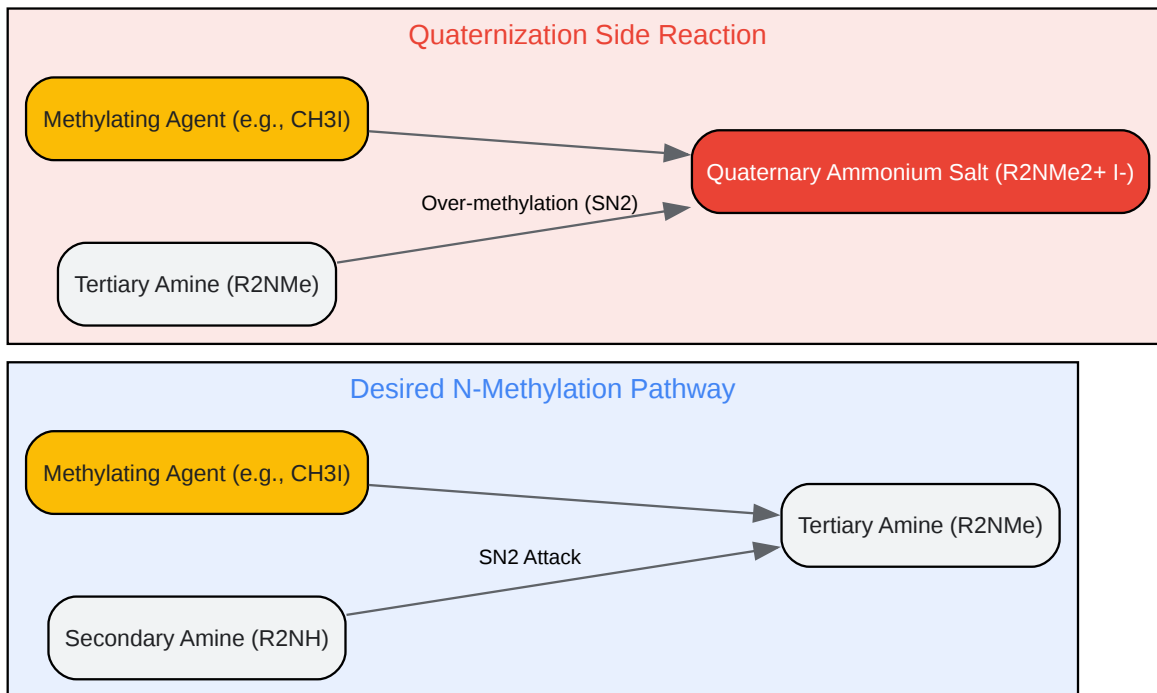 Quaternization Side Reaction
Methylating Agent (e.g., CH3I)
Quaternary Ammonium Salt (R2NMe2+ I-)
Over-methylation (SN2)
Tertiary Amine (R2NMe)
Desired N-Methylation Pathway
Methylating Agent (e.g., CH3I)
Tertiary Amine (R2NMe)
SN2 Attack
Secondary Amine (R2NH)